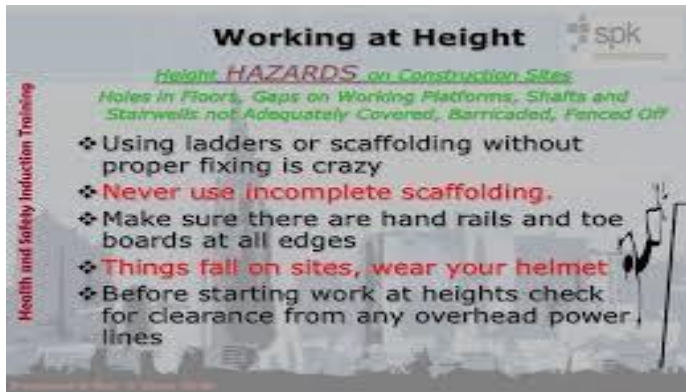 Working at Height
spk
Height HAZARDS on Construction Sites
Holes in Floors, Gaps on Working Platforms, Shafts and
Stairwells not Adequately Covered, Barricaded, Fenced Off
Health and Safety Induction Training
❖Using ladders or scaffolding without
proper fixing is crazy
❖Never use incomplete scaffolding.
❖Make sure there are hand rails and toe
boards at all edges
❖Things fall on sites, wear your helmet
❖Before starting work at heights check
for clearance from any overhead power
lines